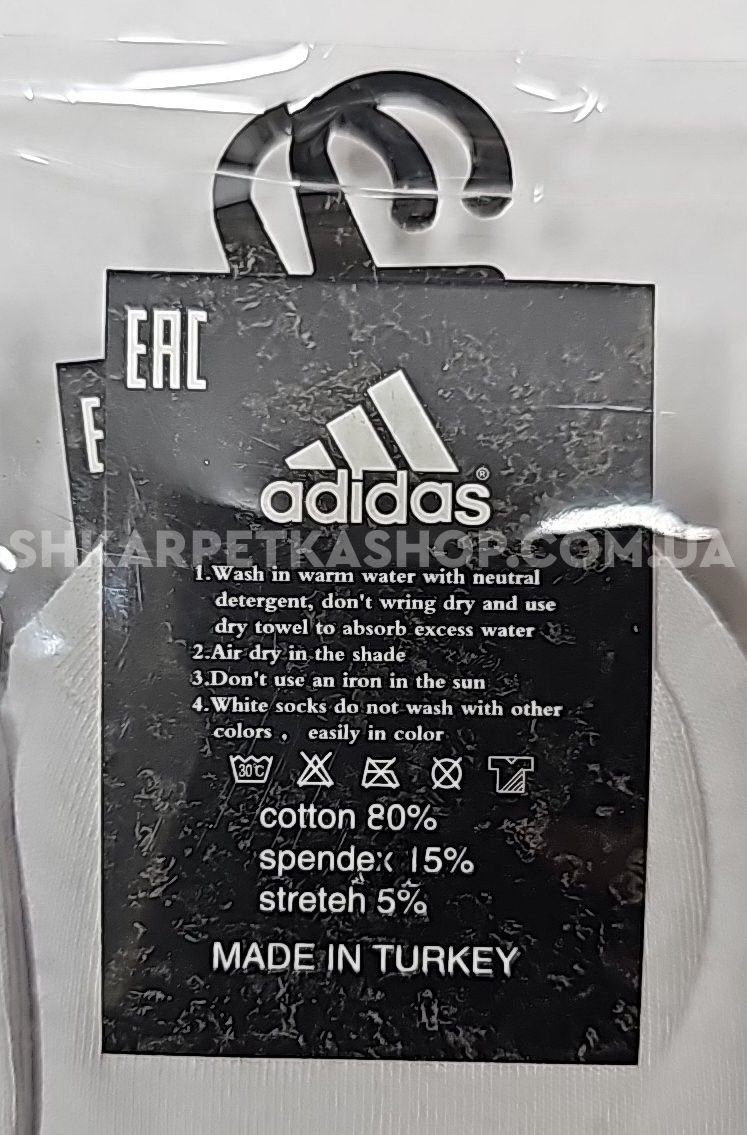 EAC
E
adidas®
SHKARPETKASHOP.COM.UA
1.Wash in warm water with neutral
detergent, don't wring dry and use
dry towel to absorb excess water
2.Air dry in the shade
3.Don't use an iron in the sun
4.White socks do not wash with other
colors , easily in color
30°C
cotton 80%
spendex 15%
streteh 5%
MADE IN TURKEY